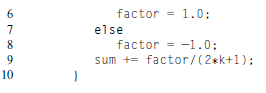 6 factor = 1.0;
7 else
8 factor = −1.0;
9 sum += factor/(2*k+1);
10 }